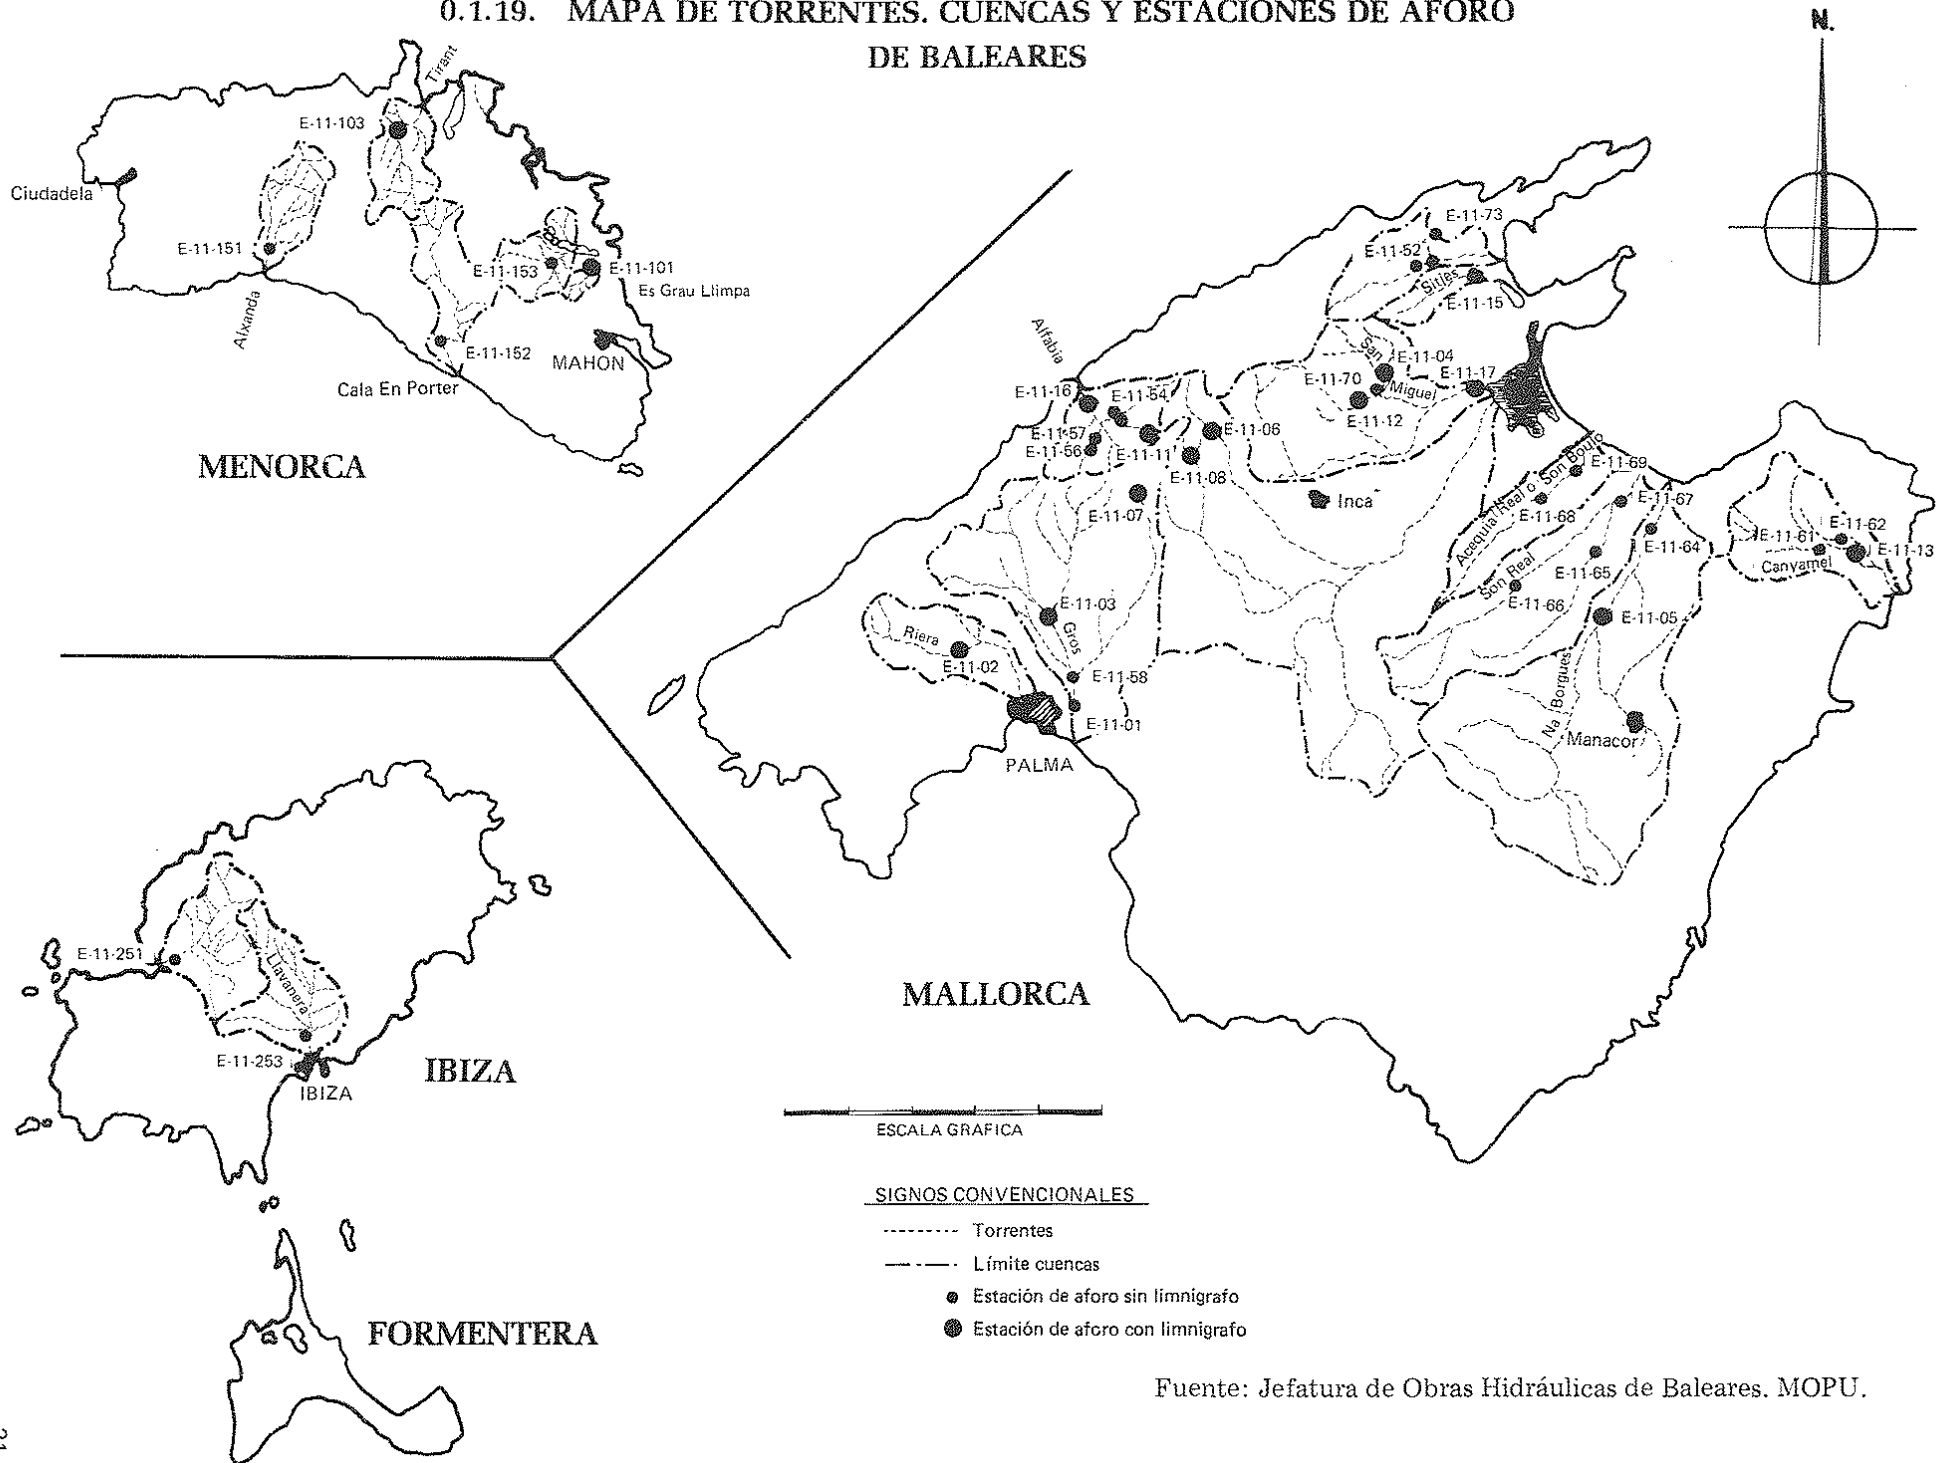 0.1.19. MAPA DE TORRENTES. CUENCAS Y ESTACIONES DE AFORO
DE BALEARES
N.
Tirant
E-11-103
Ciudadela
E-11-151
E-11-153
E-11-101
Es Grau Llimpa
Alxanda
E-11-152
MAHON
Cala En Porter
MENORCA
E-11-73
E-11-52
Sitjes
E-11-15
Alfabia
San Miguel
E-11-04
E-11-70
E-11-17
E-11-12
E-11-16
E-11-54
E-11-57
E-11-56
E-11-11
E-11-06
E-11-08
E-11-07
Inca
Acequia Real o Son Boulo
E-11-69
E-11-68
E-11-67
E-11-64
E-11-65
Son Real
E-11-66
E-11-05
E-11-62
E-11-61
E-11-13
Canyamel
E-11-03
Gros
Riera
E-11-02
E-11-58
E-11-01
PALMA
Na Borgues
Manacor
MALLORCA
E-11-251
Llavanera
E-11-253
IBIZA
IBIZA
ESCALA GRAFICA
SIGNOS CONVENCIONALES
Torrentes
Límite cuencas
Estación de aforo sin limnigrafo
Estación de aforo con limnigrafo
FORMENTERA
Fuente: Jefatura de Obras Hidráulicas de Baleares. MOPU.